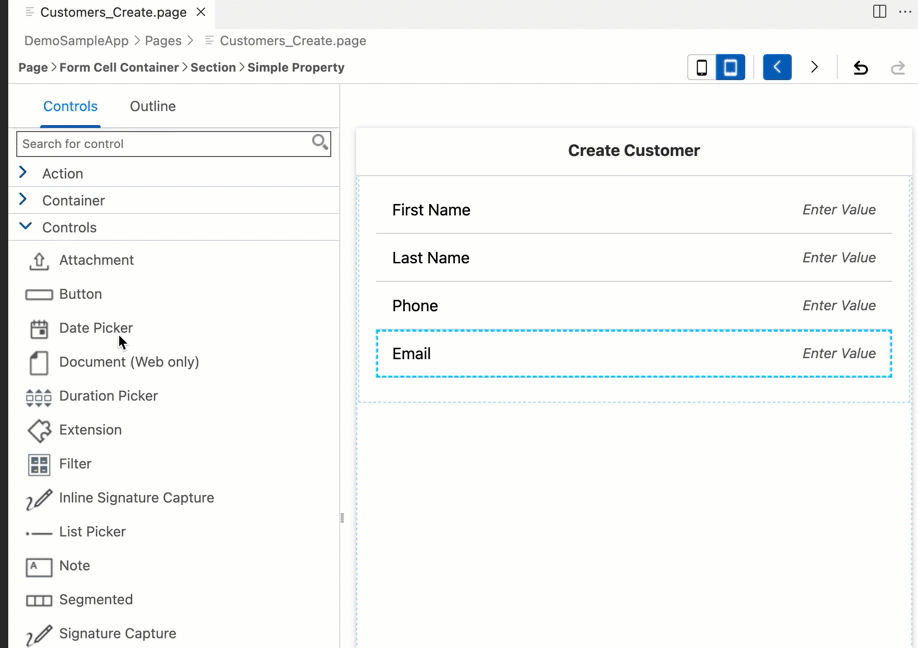 Customers_Create.page
DemoSampleApp > Pages > Customers_Create.page
Page > Form Cell Container > Section > Simple Property
Controls
Outline
Search for control
Action
Container
Controls
Attachment
Button
Date Picker
Document (Web only)
Duration Picker
Extension
Filter
Inline Signature Capture
List Picker
Note
Segmented
Signature Capture
Create Customer
First Name Enter Value
Last Name Enter Value
Phone Enter Value
Email Enter Value